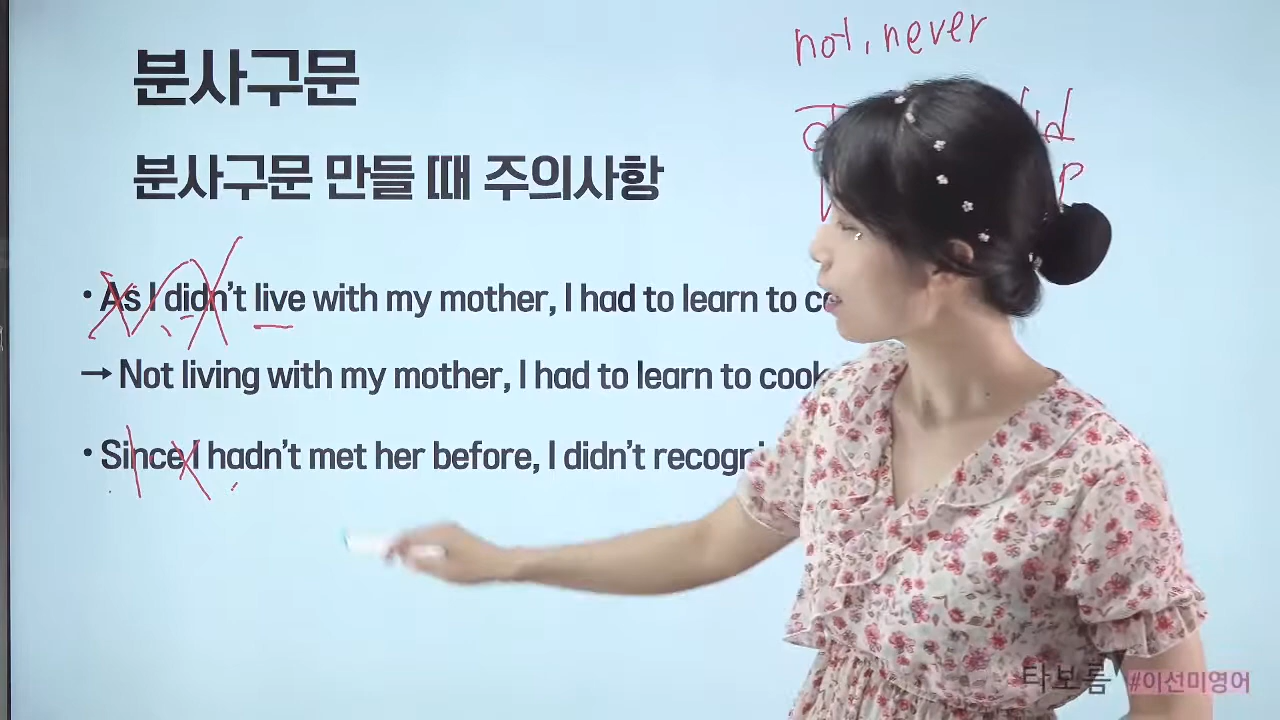 not, never
분사구문
분사구문 만들 때 주의사항
• As I didn't live with my mother, I had to learn to
→ Not living with my mother, I had to learn to cook
• Since I hadn't met her before, I didn't
타보름 #이선미영어